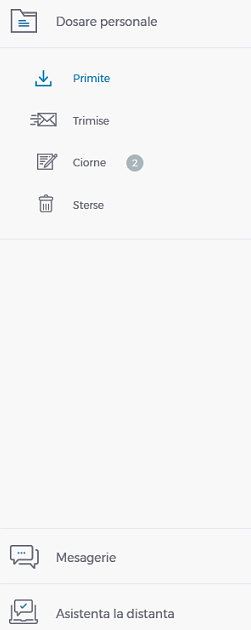 Dosare personale
Primite
Trimise
Ciorne 2
Sterse
Mesagerie
Asistenta la distanta